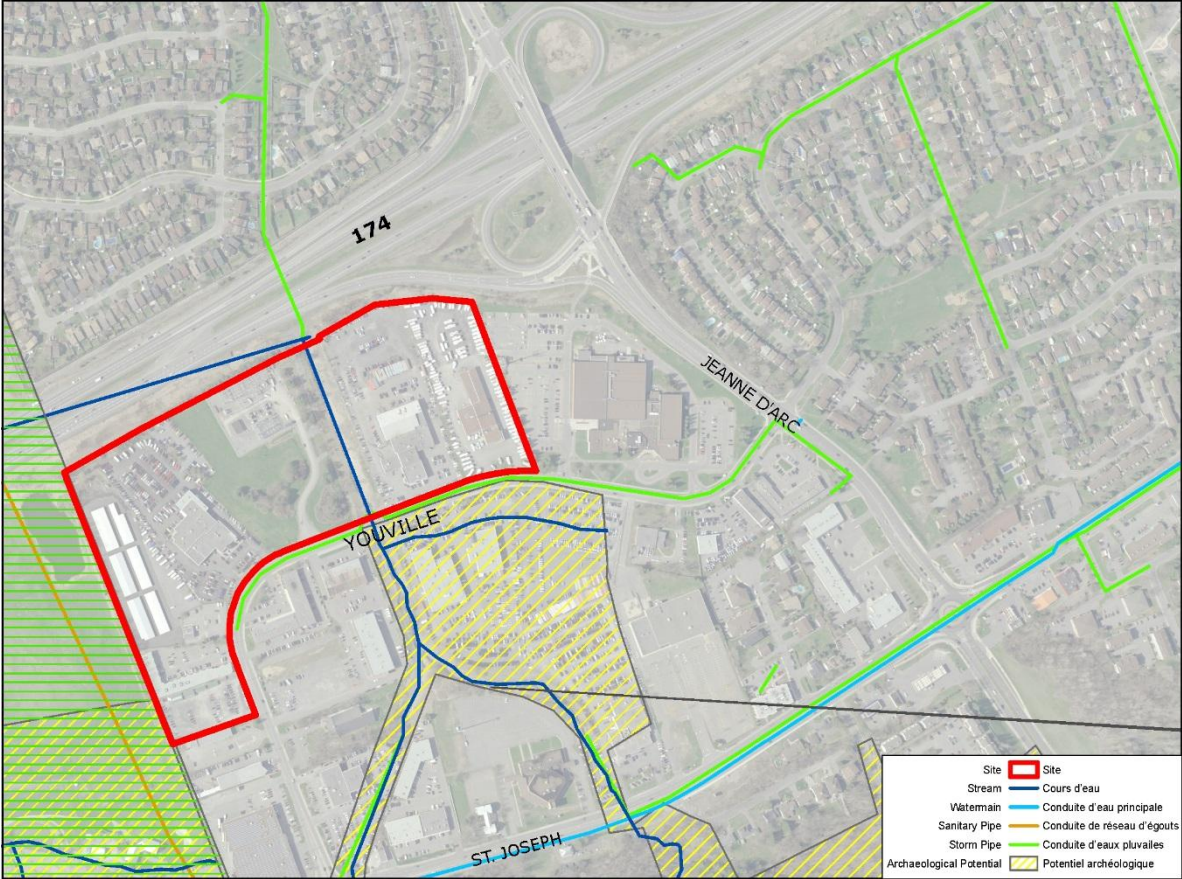 174
JEANNE D'ARC
YOUVILLE
ST. JOSEPH
Site Site
Stream Cours d'eau
Watermain Conduite d'eau principale
Sanitary Pipe Conduite de réseau d'égouts
Storm Pipe Conduite d'eaux pluvailes
Archaeological Potential Potentiel archéologique